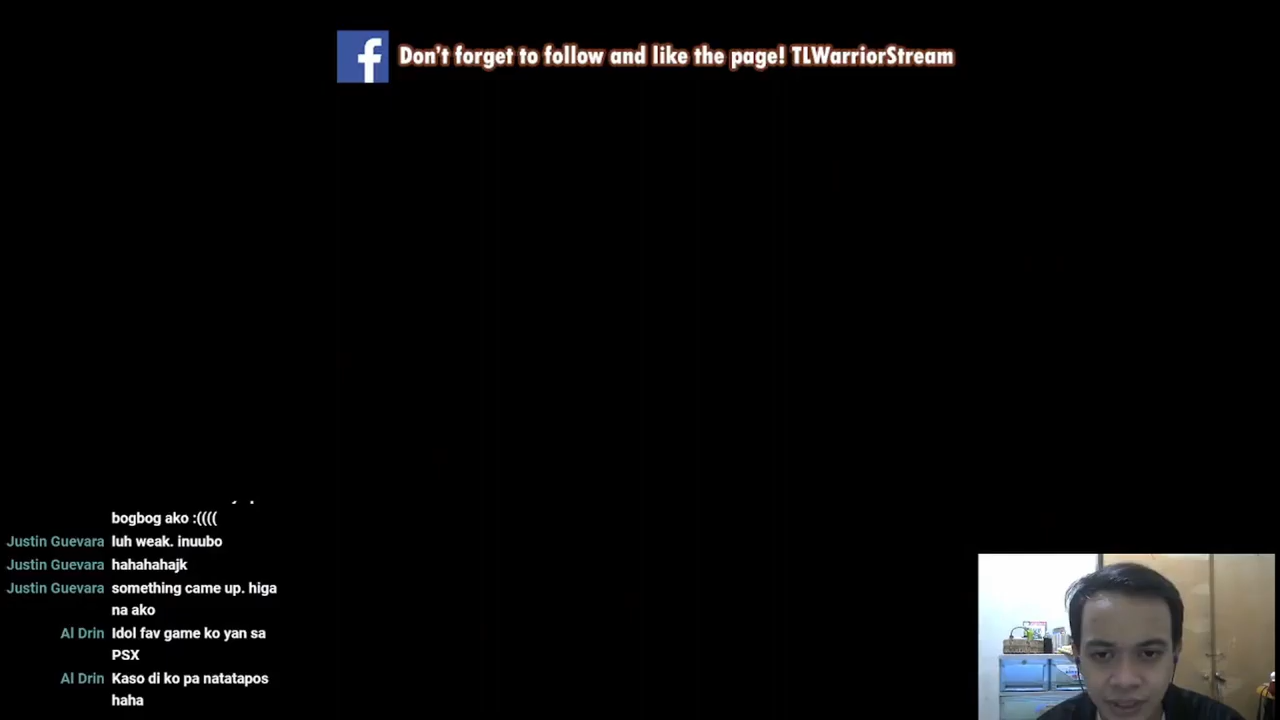 Don't forget to follow and like the page! TLWarriorStream
bogbog ako :((((
Justin Guevara luh weak. inuubo
Justin Guevara hahahahajk
Justin Guevara something came up. higa
na ako
Al Drin Idol fav game ko yan sa
PSX
Al Drin Kaso di ko pa natatapos
haha